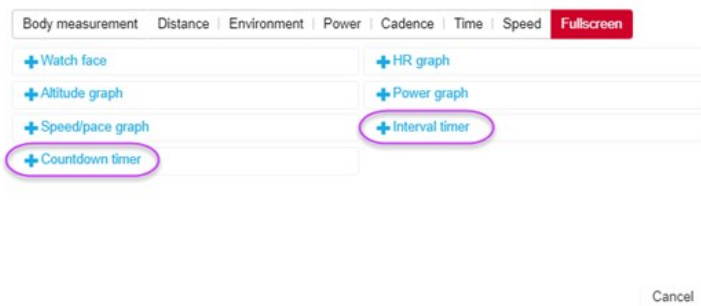 Body measurement Distance Environment Power Cadence Time Speed Fullscreen
Watch face HR graph
Altitude graph Power graph
Speed/pace graph Interval timer
Countdown timer
Cancel